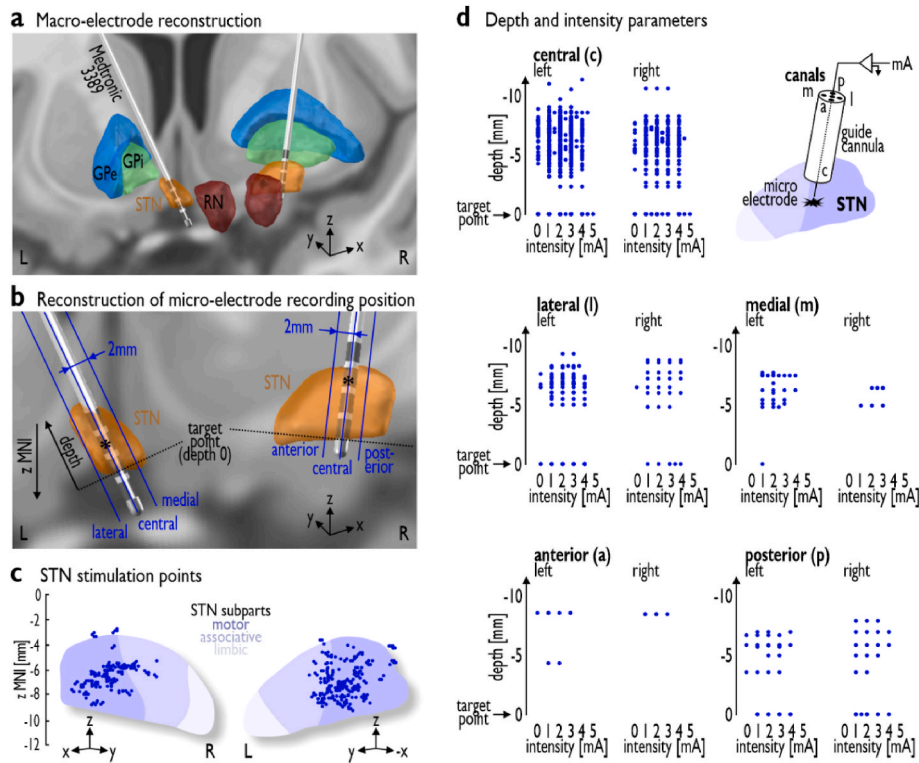 a Macro-electrode reconstruction
Medtronic
3389
GPe
GPi
STN
RN
z
y
x
L
R
b Reconstruction of micro-electrode recording position
2mm
2mm
STN
STN
z MNI
depth
target
point
(depth 0)
anterior
central
post-
erior
medial
central
lateral
z
y
x
L
R
c STN stimulation points
STN subparts
motor
associative
limbic
z MNI [mm]
0
-2
-4
-6
-8
-10
-12
z
x
y
R
L
z
y
-x
d Depth and intensity parameters
central (c)
left
right
depth [mm]
-10
-5
0
target
point
0 1 2 3 4 5
intensity [mA]
0 1 2 3 4 5
intensity [mA]
mA
canals
p
m
a
l
guide
cannula
c
micro
electrode
STN
lateral (l)
left
right
depth [mm]
-10
-5
0
target
point
0 1 2 3 4 5
intensity [mA]
0 1 2 3 4 5
intensity [mA]
medial (m)
left
right
depth [mm]
-10
-5
0
0 1 2 3 4 5
intensity [mA]
0 1 2 3 4 5
intensity [mA]
anterior (a)
left
right
depth [mm]
-10
-5
0
target
point
0 1 2 3 4 5
intensity [mA]
0 1 2 3 4 5
intensity [mA]
posterior (p)
left
right
depth [mm]
-10
-5
0
0 1 2 3 4 5
intensity [mA]
0 1 2 3 4 5
intensity [mA]